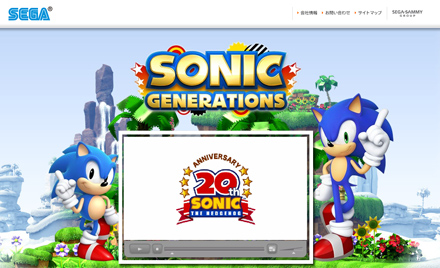 SEGA®
会社情報 お問い合わせ サイトマップ
SEGA SAMMY
GROUP
SONIC
GENERATIONS
ANNIVERSARY
20th
SONIC
THE HEDGEHOG